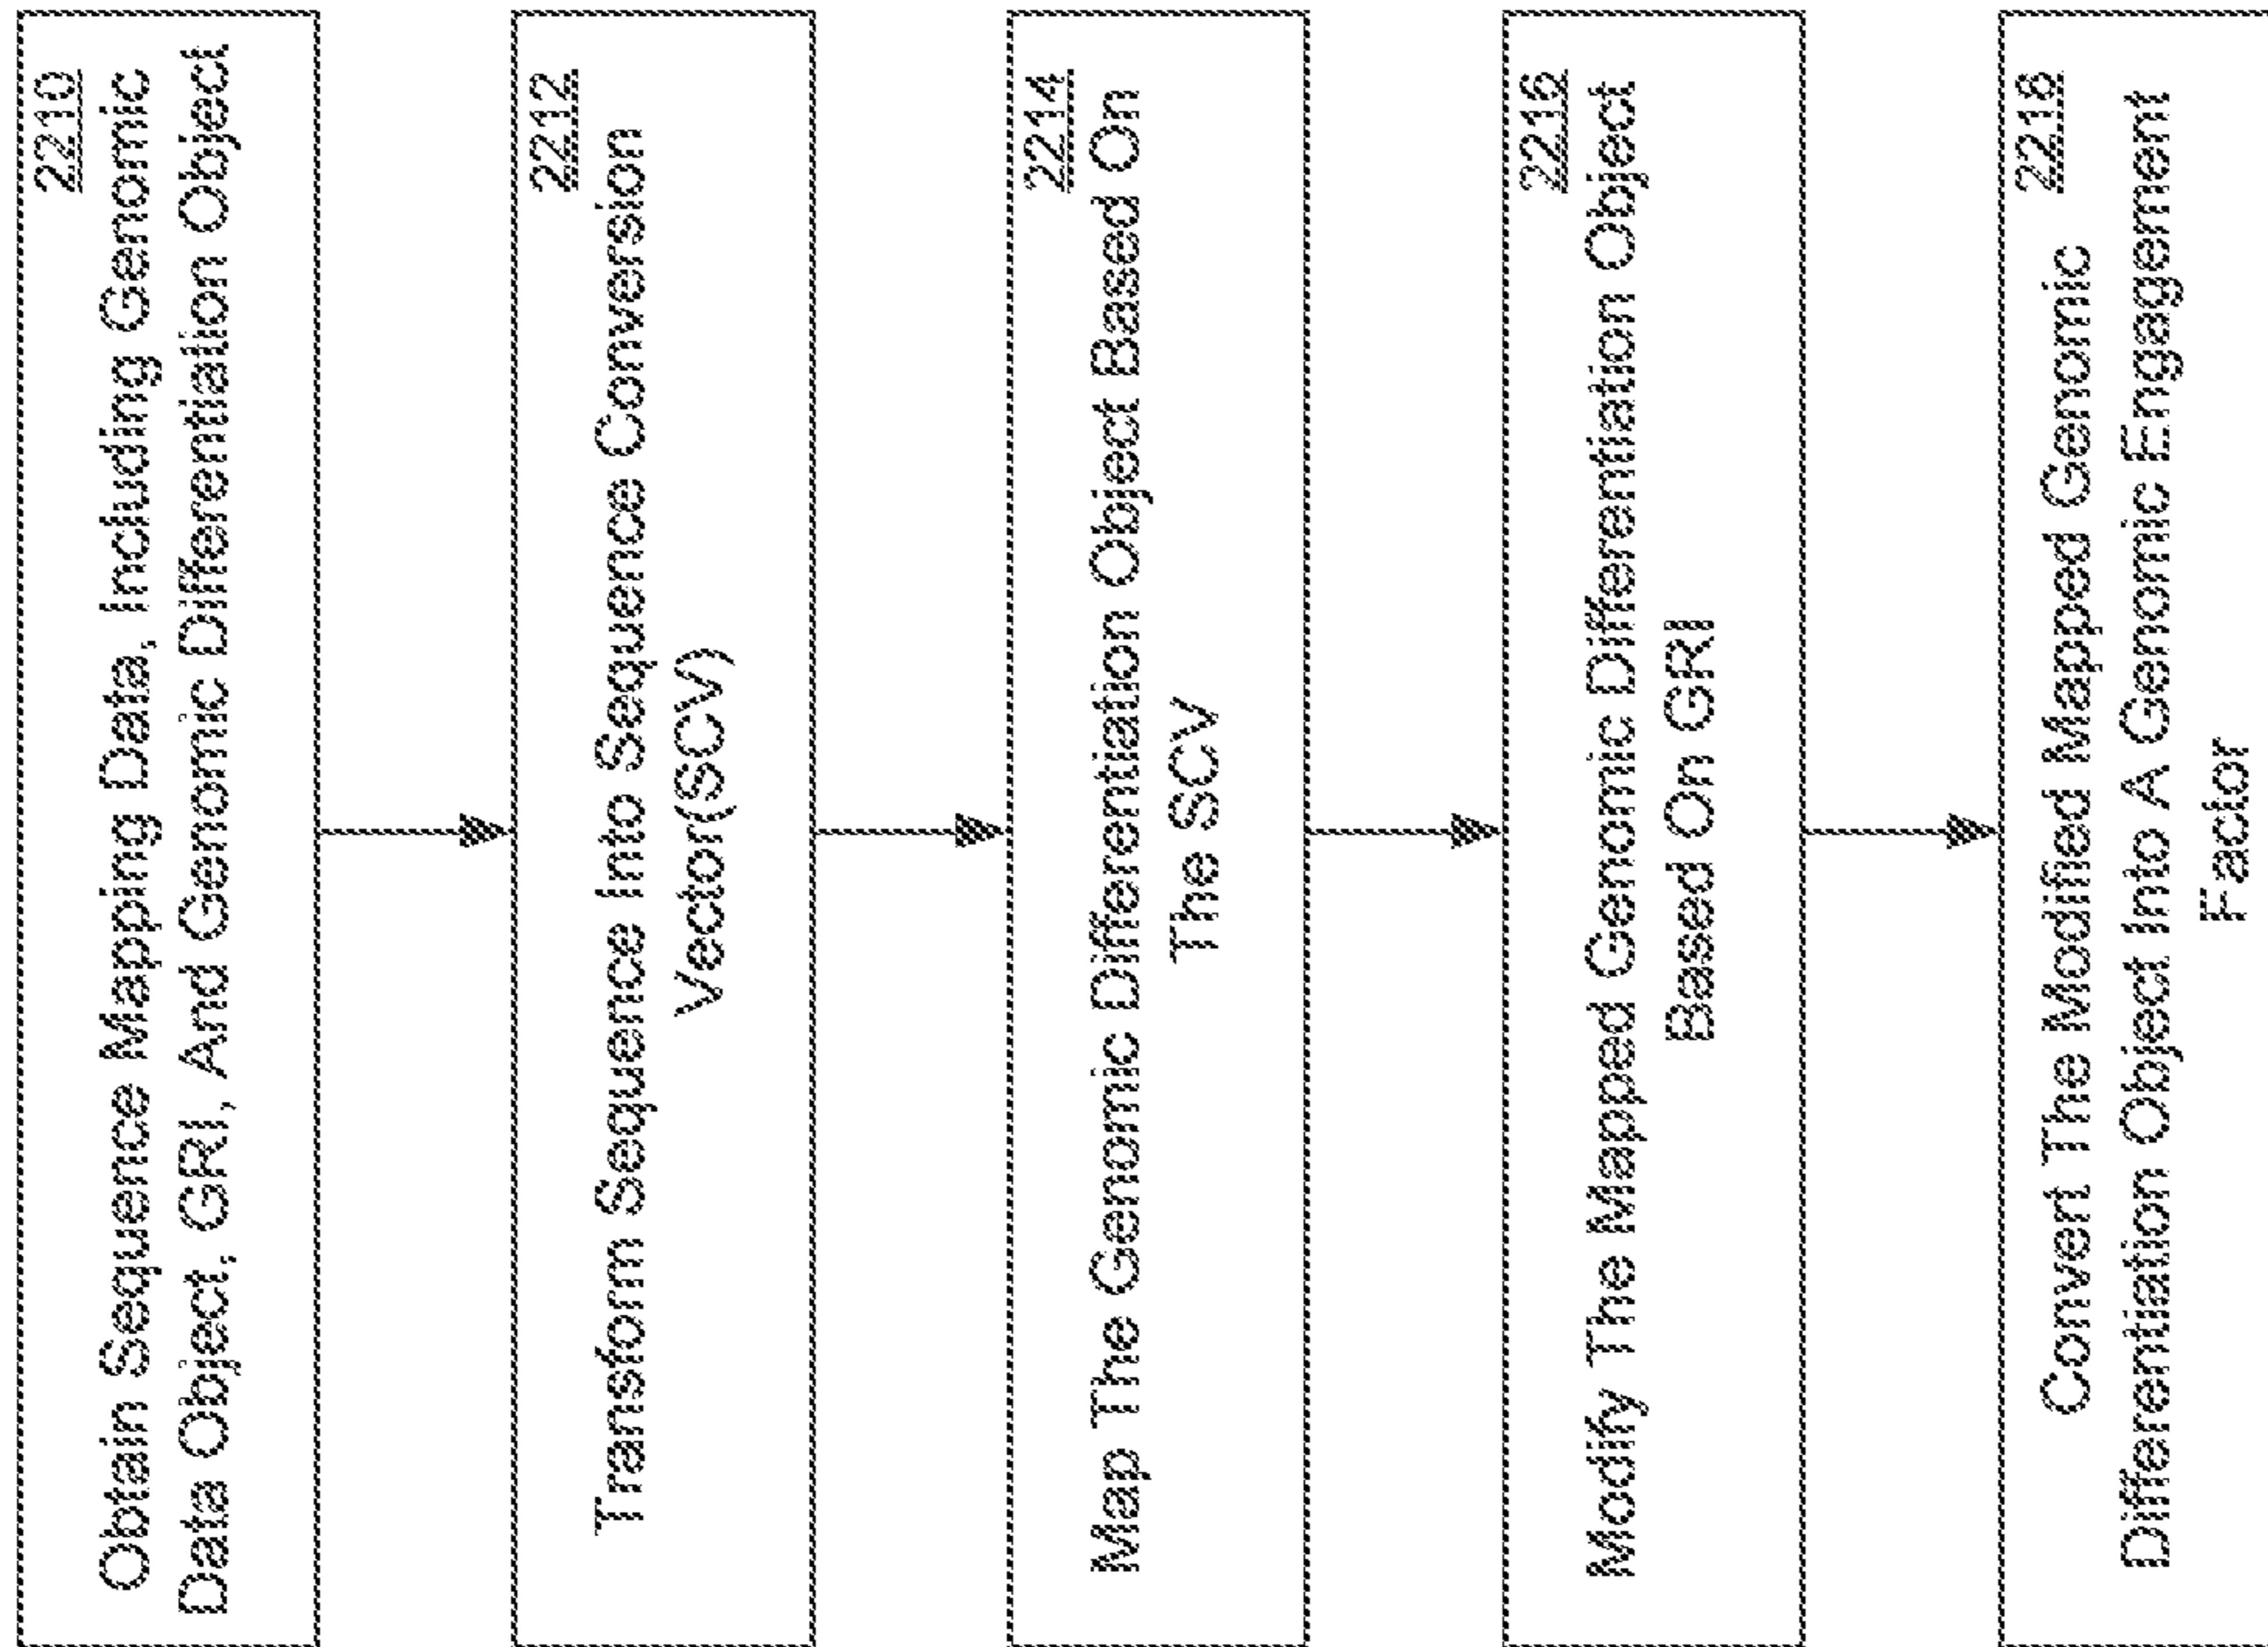 2210
Obtain Sequence Mapping Data, Including Genomic
Data Object, GRI, And Genomic Differentiation Object
2212
Transform Sequence Into Sequence Conversion
Vector(SCV)
2214
Map The Genomic Differentiation Object Based On
The SCV
2216
Modify The Mapped Genomic Differentiation Object
Based On GRI
2218
Convert The Modified Mapped Genomic
Differentiation Object Into A Genomic Engagement
Factor